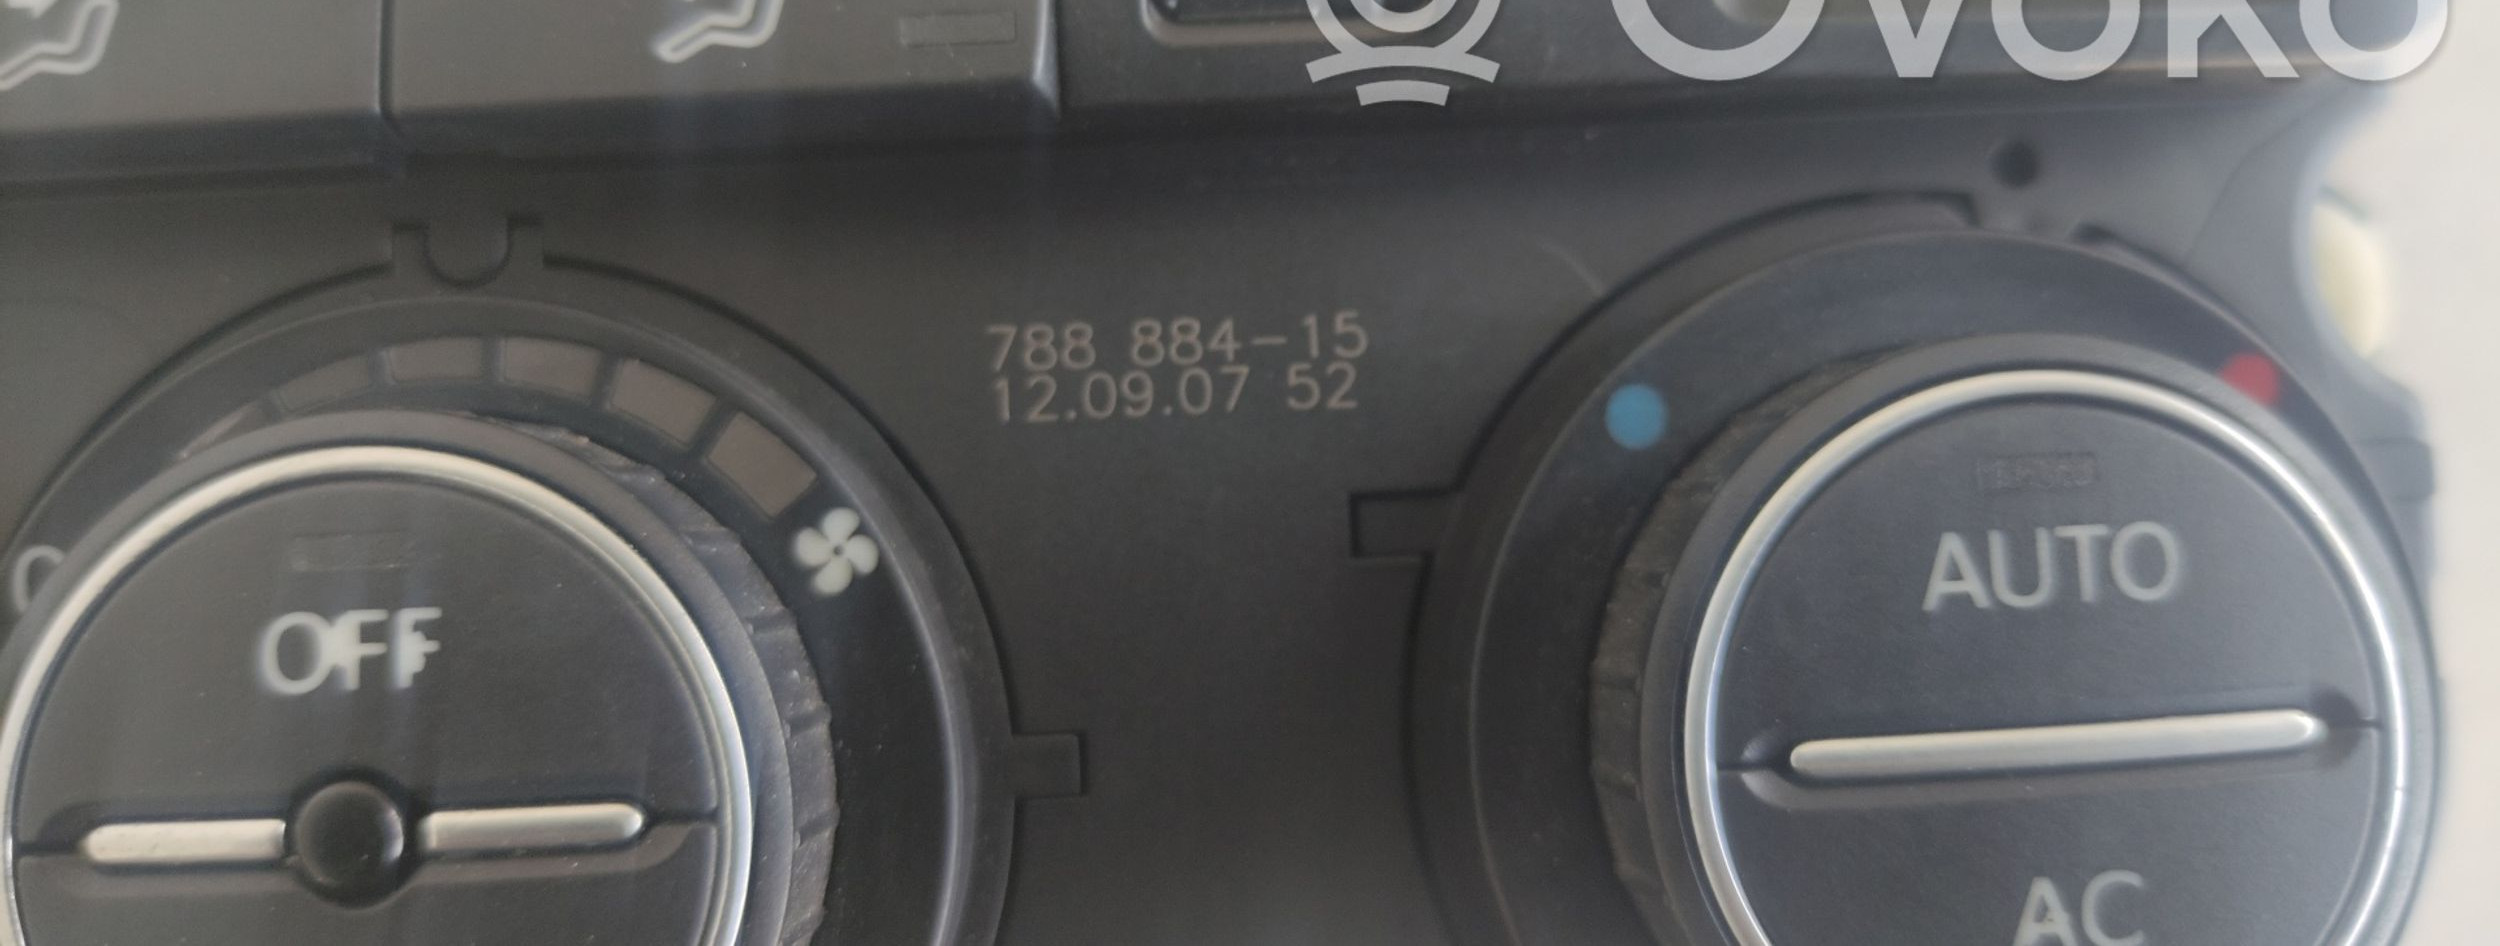 OVOKO
788 884-15
12.09.07 52
OFF
AUTO
AC